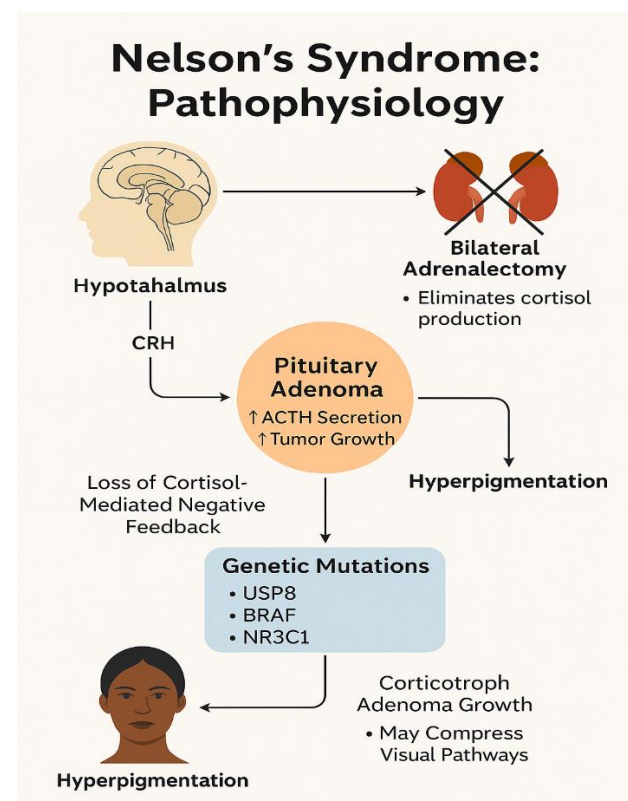 Nelson's Syndrome:
Pathophysiology
Hypotahalmus
Bilateral
Adrenalectomy
• Eliminates cortisol
production
CRH
Pituitary
Adenoma
↑ ACTH Secretion
↑ Tumor Growth
Hyperpigmentation
Loss of Cortisol-
Mediated Negative
Feedback
Genetic Mutations
• USP8
• BRAF
• NR3C1
Corticotroph
Adenoma Growth
• May Compress
Visual Pathways
Hyperpigmentation